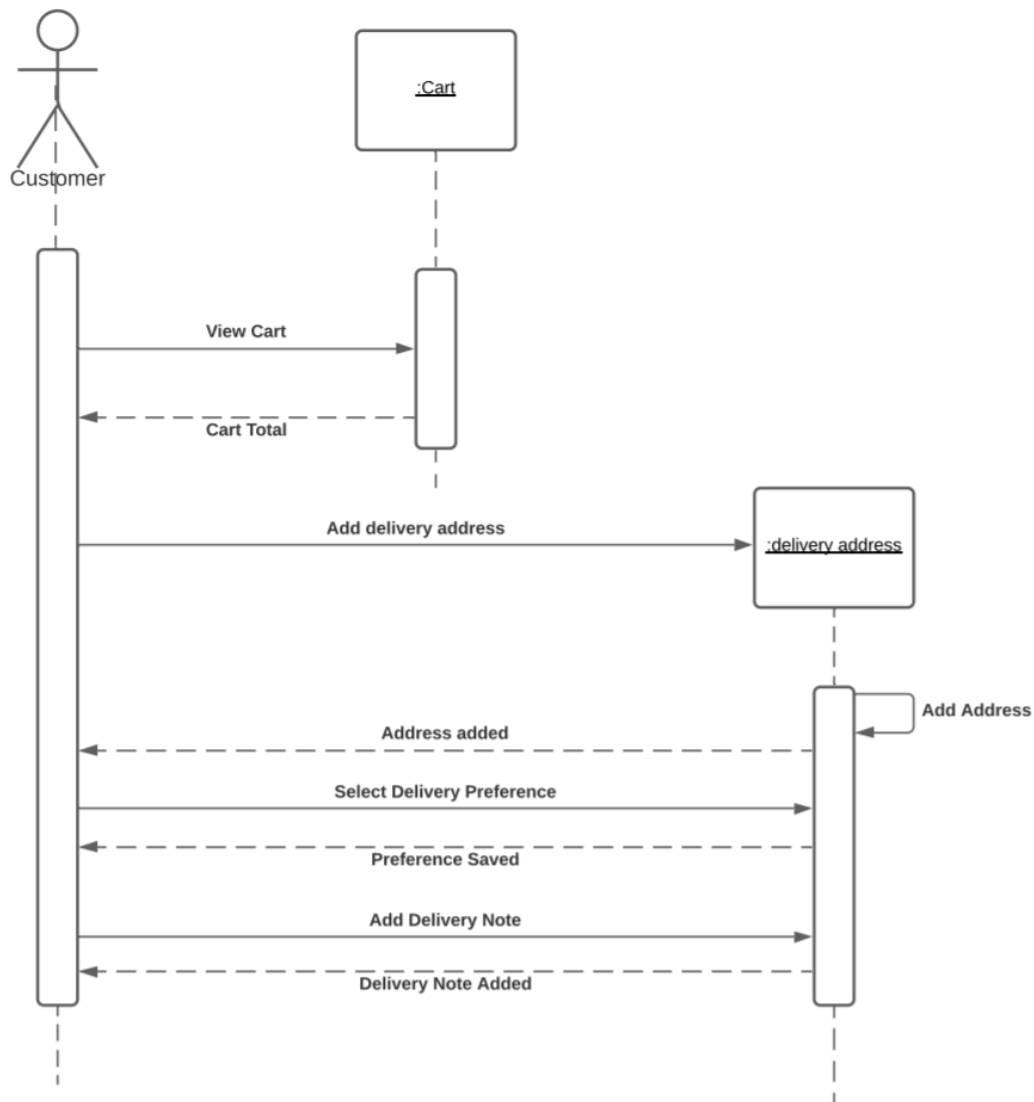 :Cart
Customer
View Cart
Cart Total
Add delivery address
:delivery address
Add Address
Address added
Select Delivery Preference
Preference Saved
Add Delivery Note
Delivery Note Added